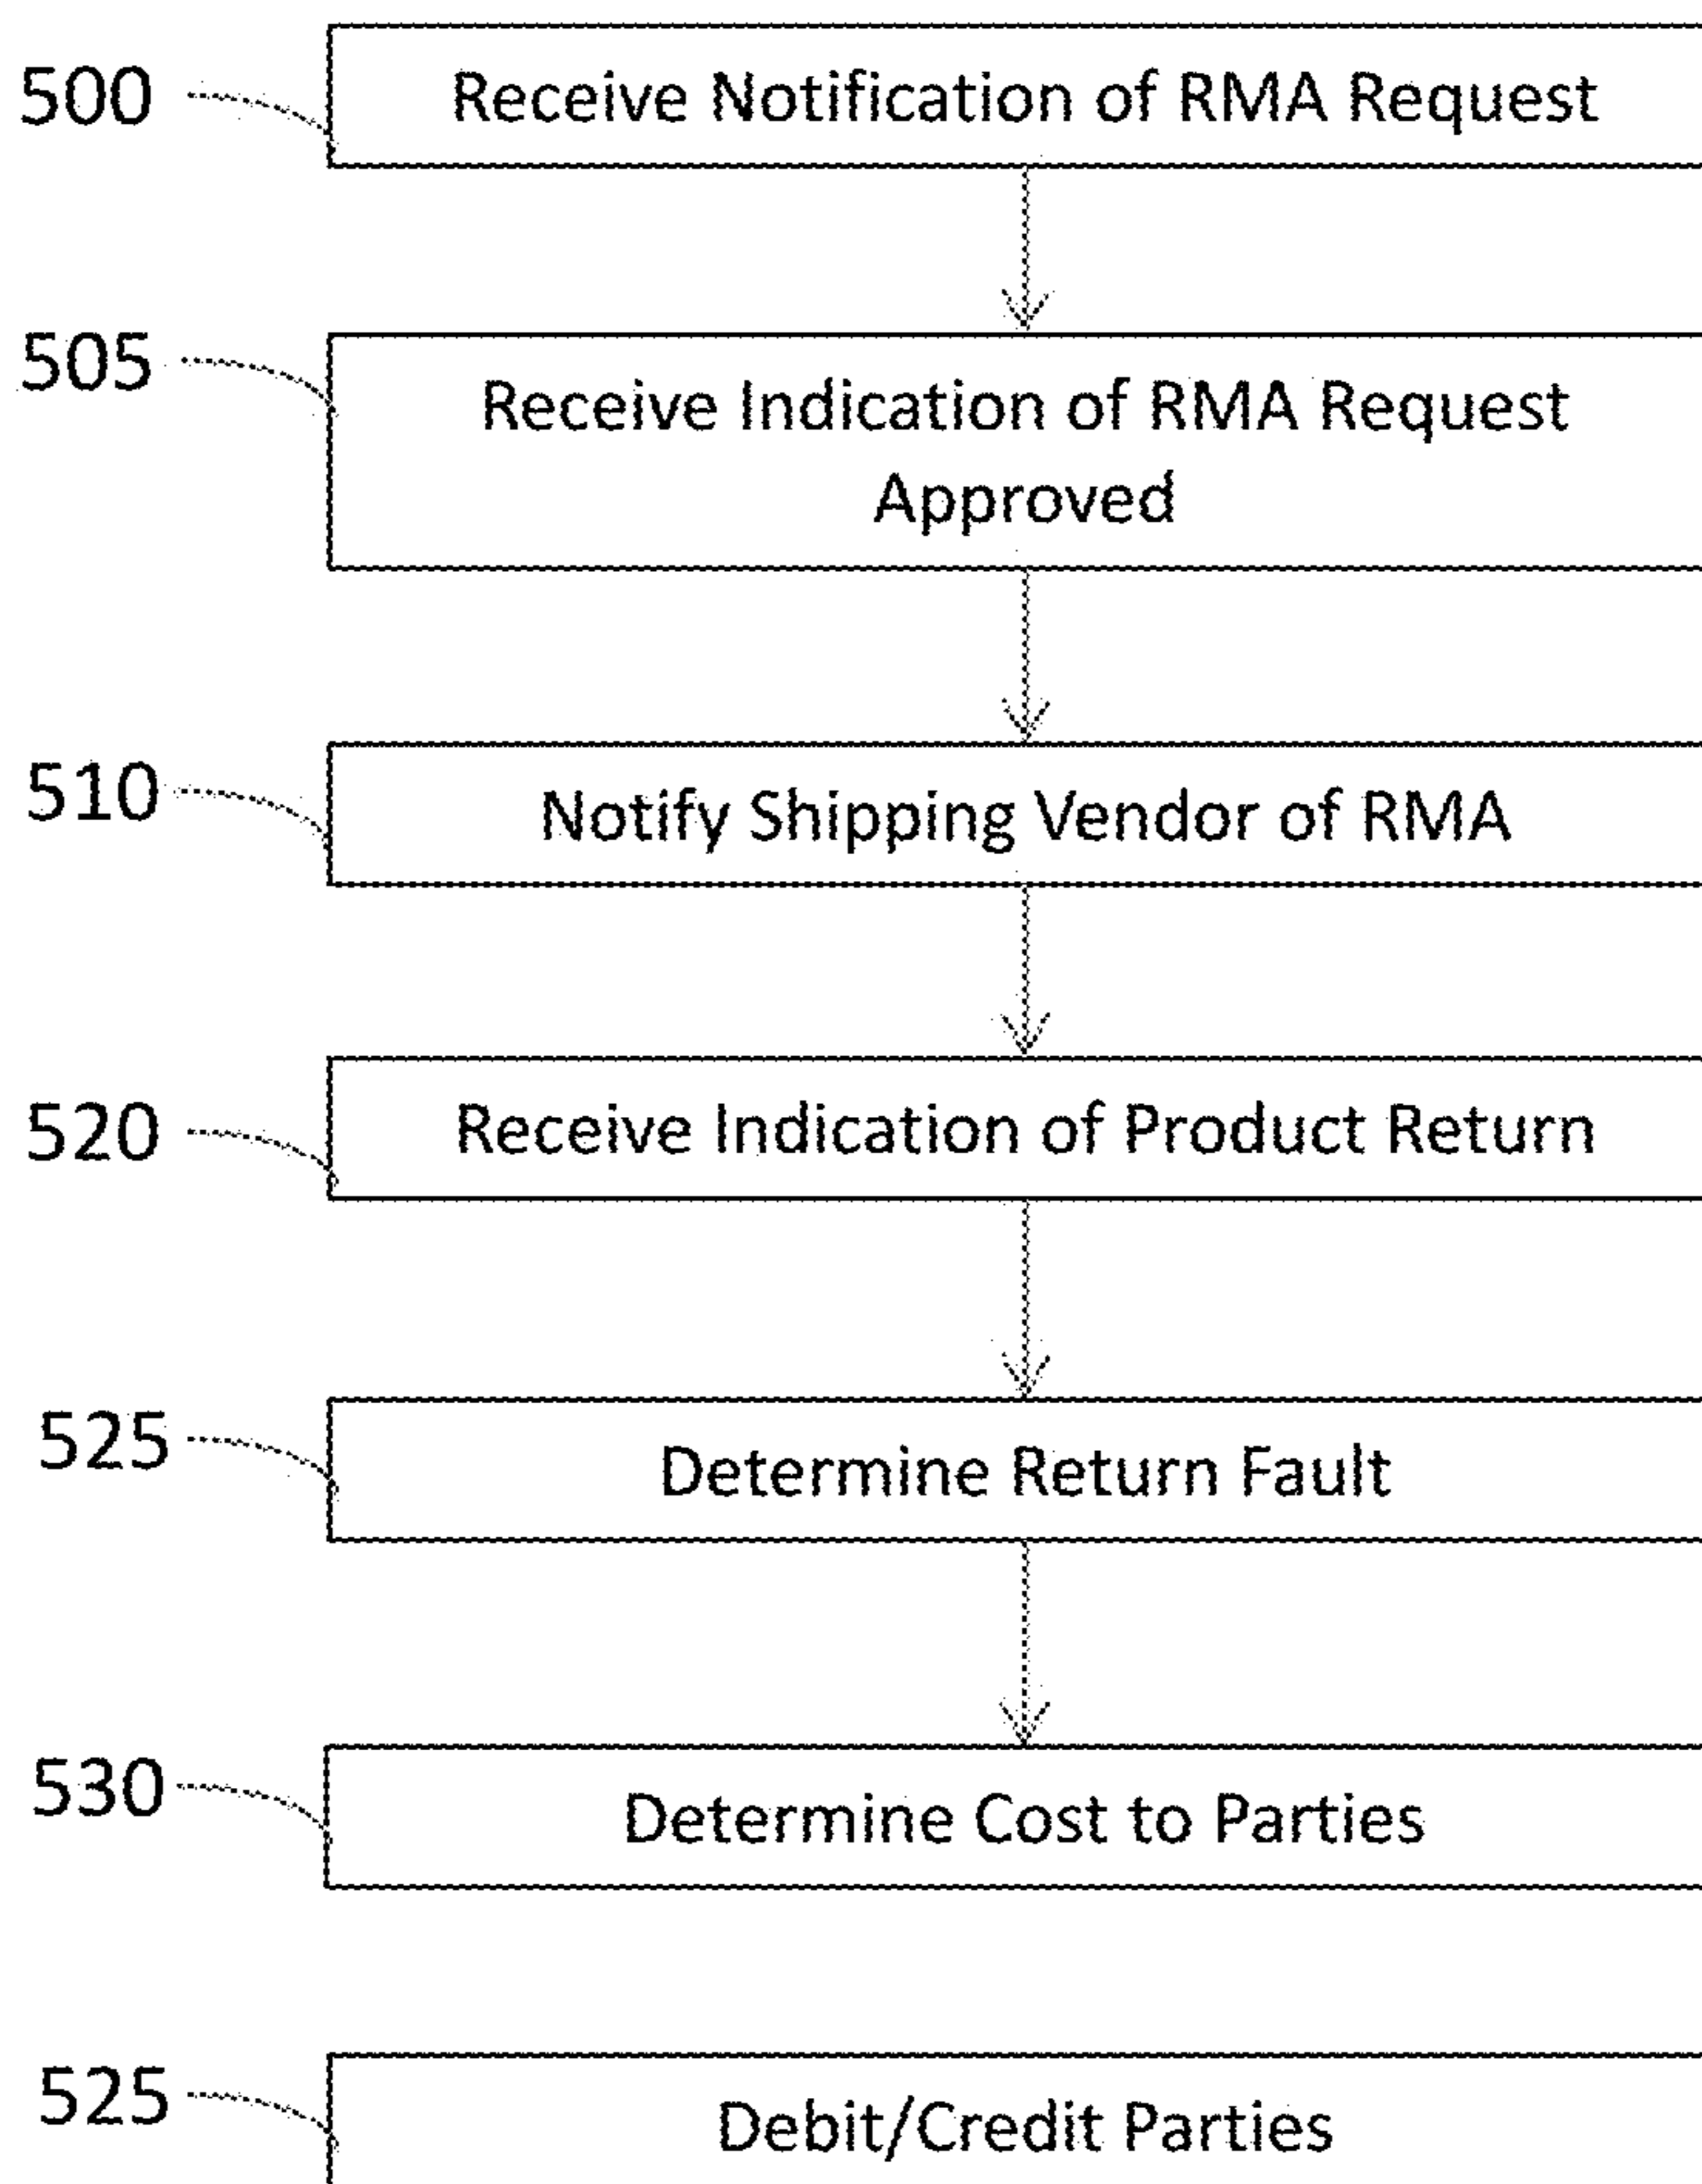 500
Receive Notification of RMA Request
505
Receive Indication of RMA Request
Approved
510
Notify Shipping Vendor of RMA
520
Receive Indication of Product Return
525
Determine Return Fault
530
Determine Cost to Parties
525
Debit/Credit Parties